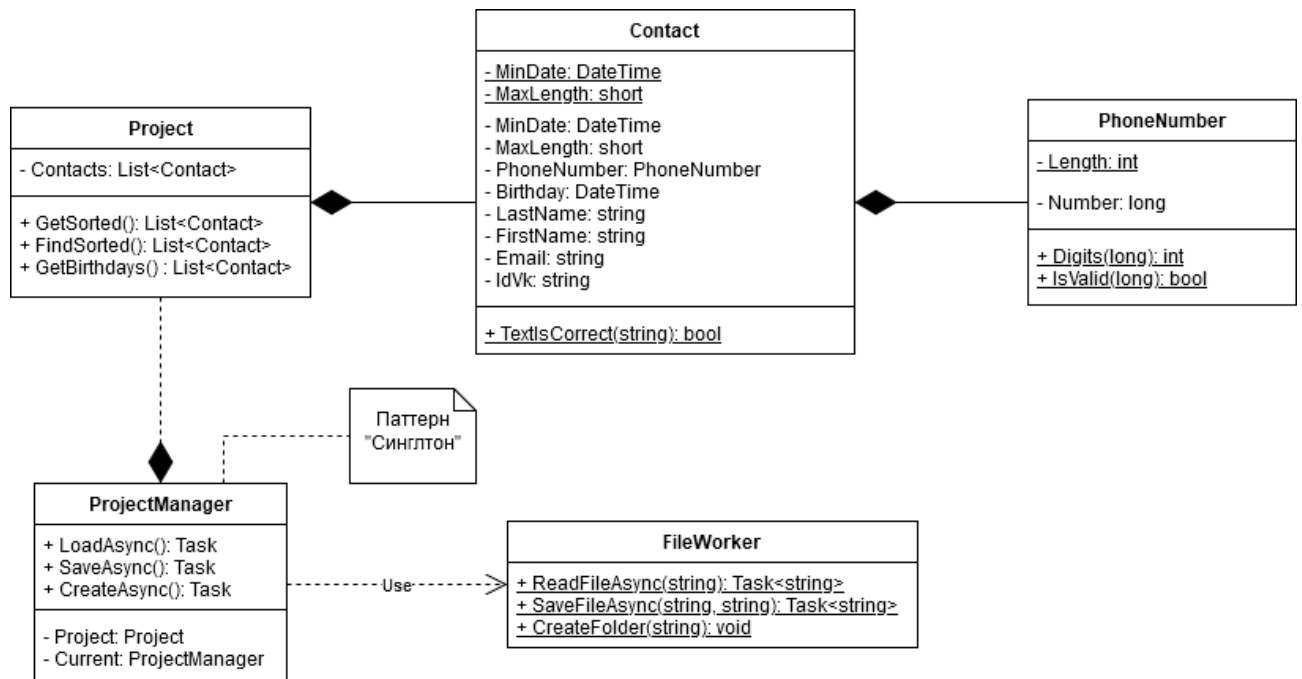 Contact
- MinDate: DateTime
- MaxLength: short
- MinDate: DateTime
- MaxLength: short
- PhoneNumber: PhoneNumber
- Birthday: DateTime
- LastName: string
- FirstName: string
- Email: string
- IdVk: string
+ TextIsCorrect(string): bool
Project
- Contacts: List<Contact>
+ GetSorted(): List<Contact>
+ FindSorted(): List<Contact>
+ GetBirthdays() : List<Contact>
PhoneNumber
- Length: int
- Number: long
+ Digits(long): int
+ IsValid(long): bool
Паттерн
"Синглтон"
ProjectManager
+ LoadAsync(): Task
+ SaveAsync(): Task
+ CreateAsync(): Task
- Project: Project
- Current: ProjectManager
Use
FileWorker
+ ReadFileAsync(string): Task<string>
+ SaveFileAsync(string, string): Task<string>
+ CreateFolder(string): void